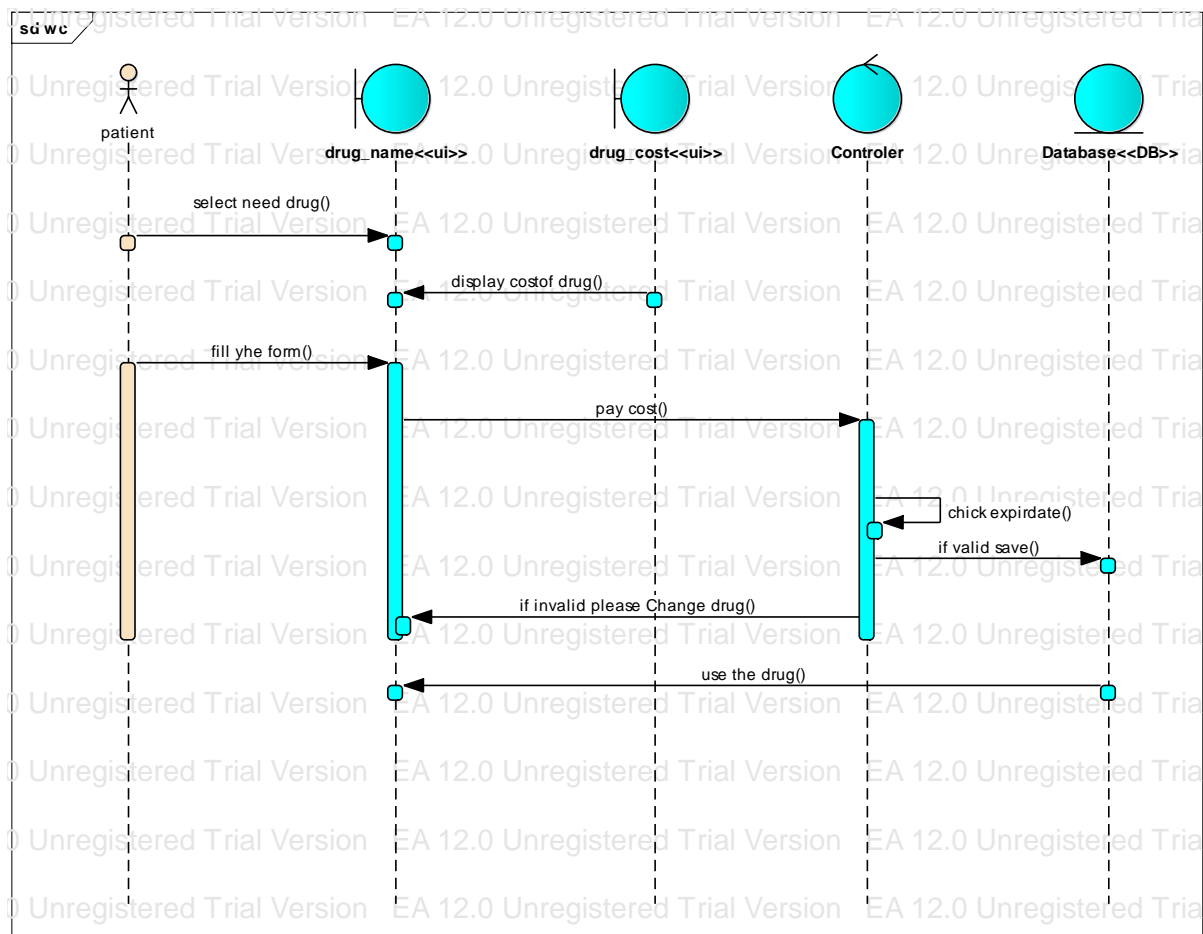 sd wc
patient
drug_name<<ui>>
drug_cost<<ui>>
Controler
Database<<DB>>
select need drug()
display costof drug()
fill yhe form()
pay cost()
chick expirdate()
if valid save()
if invalid please Change drug()
use the drug()
EA 12.0 Unregistered Trial Version